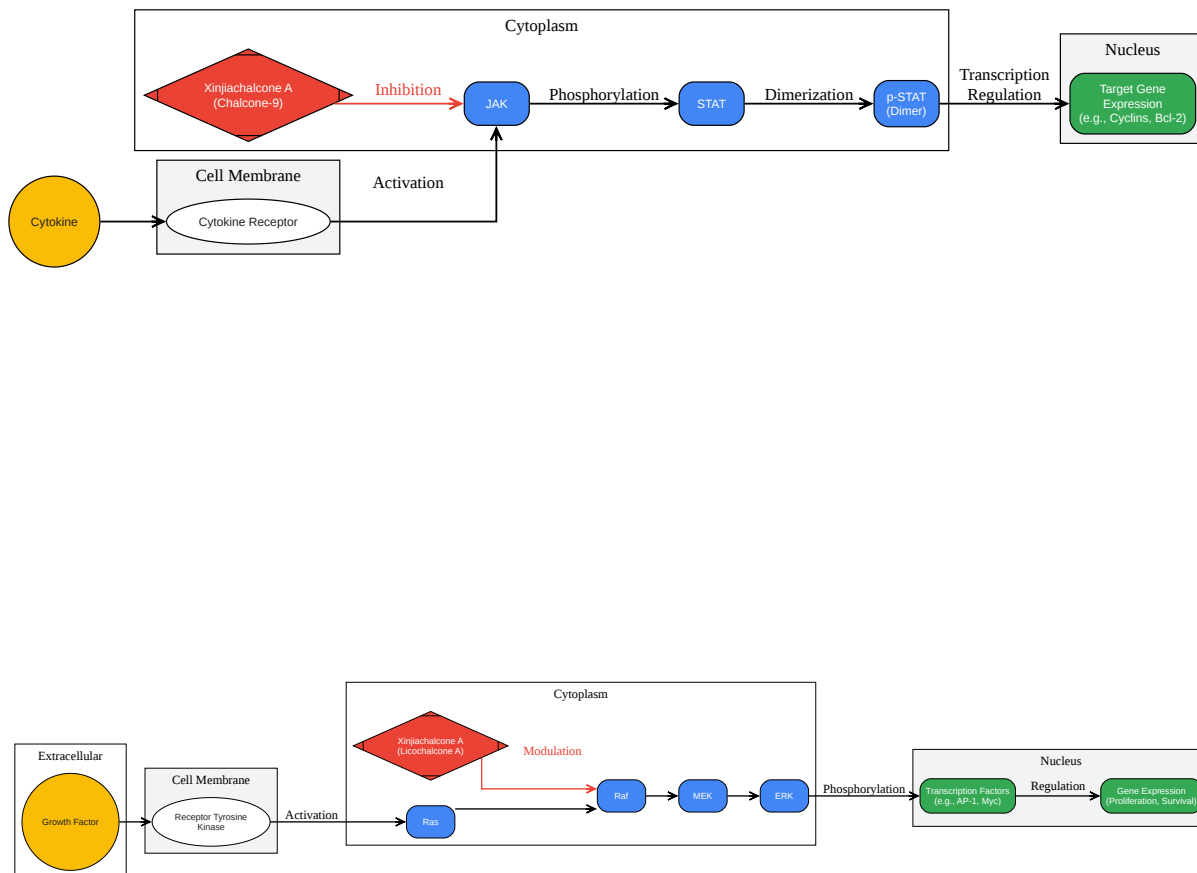 Cytoplasm
Xinjiachalcone A
(Chalcone-9)
Inhibition
JAK
Phosphorylation
STAT
Dimerization
p-STAT
(Dimer)
Transcription
Regulation
Nucleus
Target Gene
Expression
(e.g., Cyclins, Bcl-2)
Cytokine
Cell Membrane
Cytokine Receptor
Activation
Extracellular
Growth Factor
Cell Membrane
Receptor Tyrosine
Kinase
Activation
Cytoplasm
Xinjiachalcone A
(Licochalcone A)
Modulation
Ras
Raf
MEK
ERK
Phosphorylation
Nucleus
Transcription Factors
(e.g., AP-1, Myc)
Regulation
Gene Expression
(Proliferation, Survival)